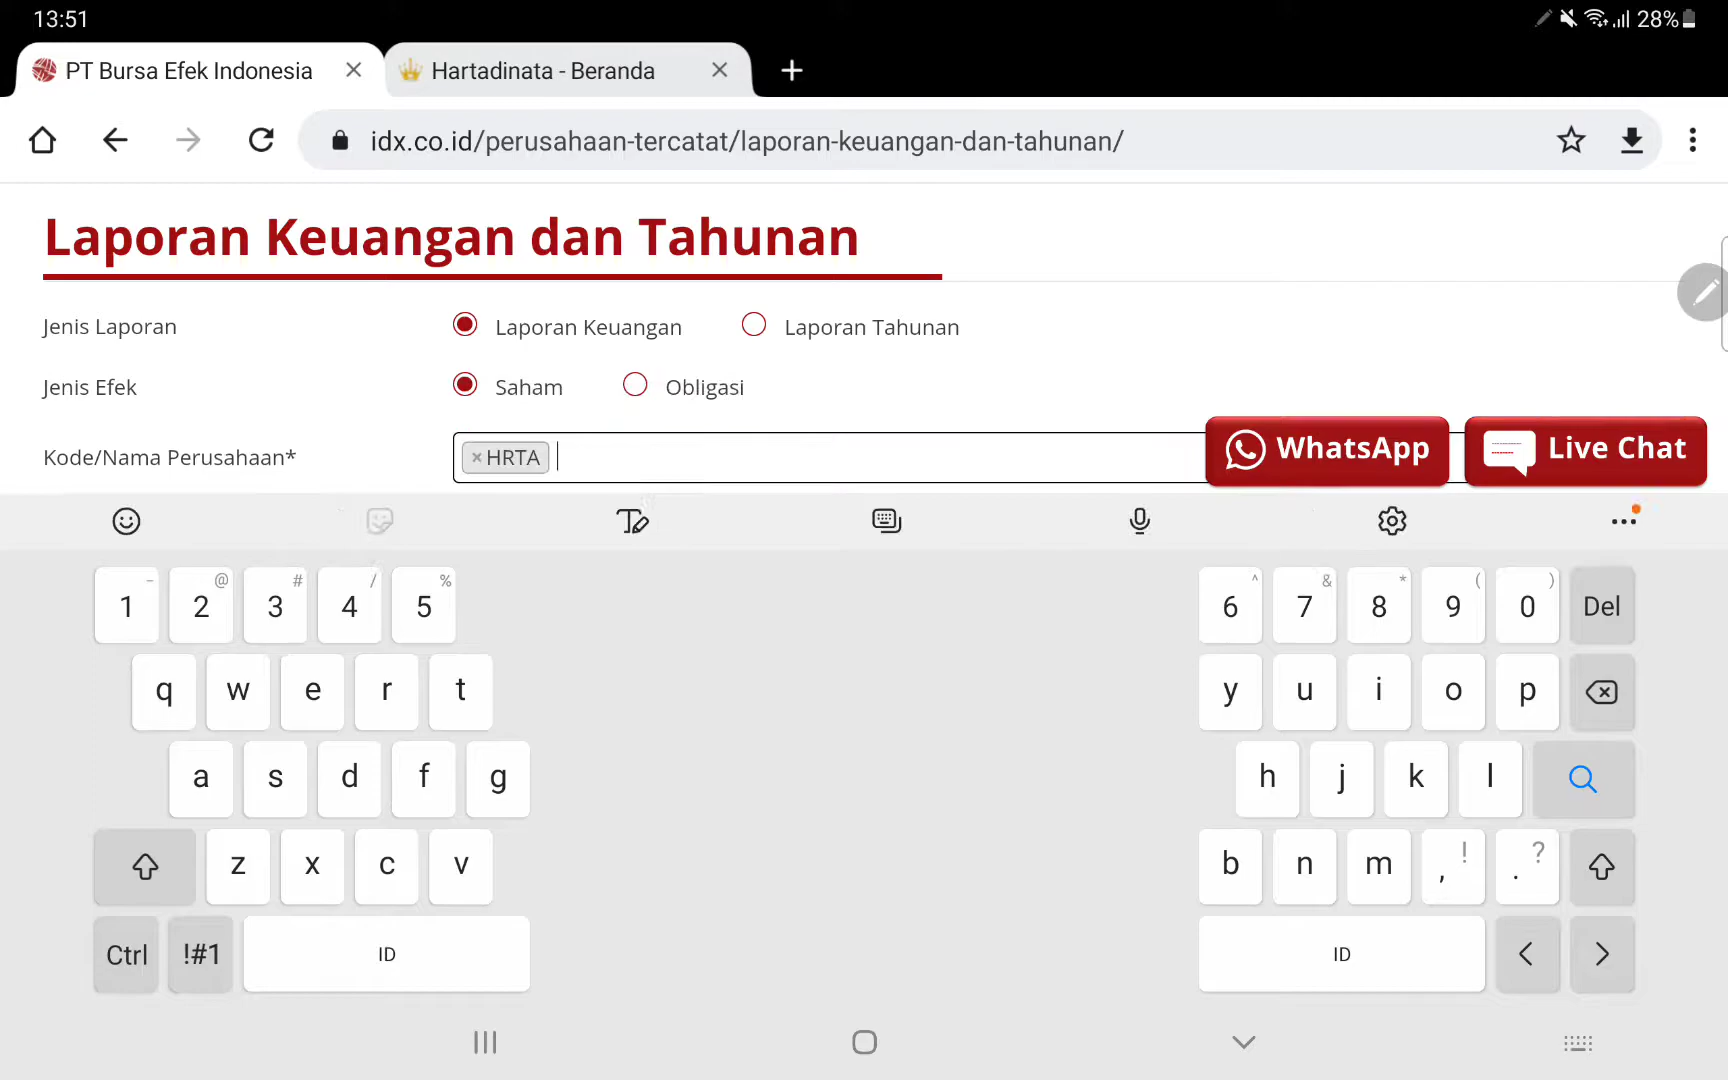 13:51
28%
PT Bursa Efek Indonesia
Hartadinata - Beranda
idx.co.id/perusahaan-tercatat/laporan-keuangan-dan-tahunan/
Laporan Keuangan dan Tahunan
Jenis Laporan Laporan Keuangan Laporan Tahunan
Jenis Efek Saham Obligasi
Kode/Nama Perusahaan* × HRTA WhatsApp Live Chat
1 - 2 @ 3 # 4 / 5 % 6 ^ 7 & 8 * 9 ( 0 ) Del
q w e r t y u i o p
a s d f g h j k l
z x c v b n m , ! . ?
Ctrl !#1 ID ID < >